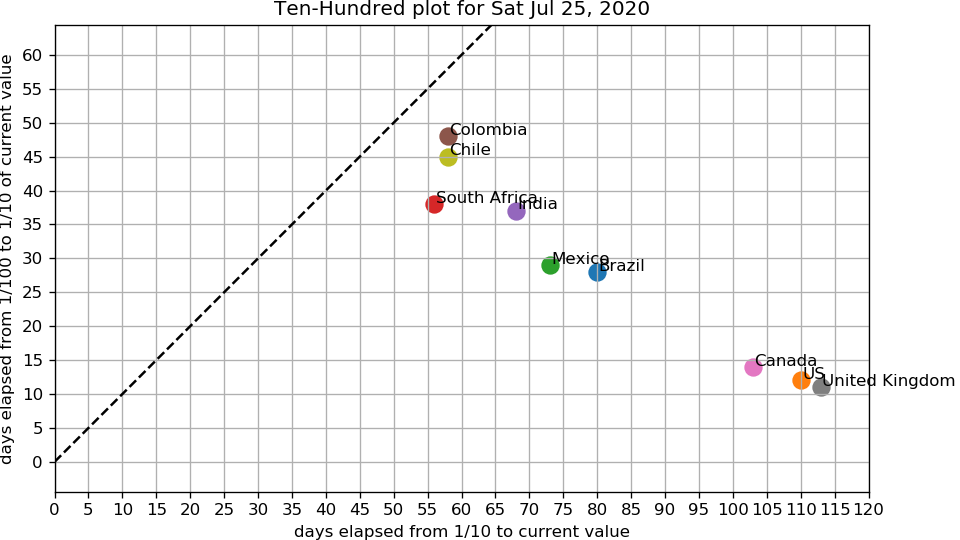 Ten-Hundred plot for Sat Jul 25, 2020
days elapsed from 1/100 to 1/10 of current value
60
55
50
45
40
35
30
25
20
15
10
5
0
Colombia
Chile
South Africa
India
Mexico
Brazil
Canada
US
United Kingdom
0 5 10 15 20 25 30 35 40 45 50 55 60 65 70 75 80 85 90 95 100 105 110 115 120
days elapsed from 1/10 to current value